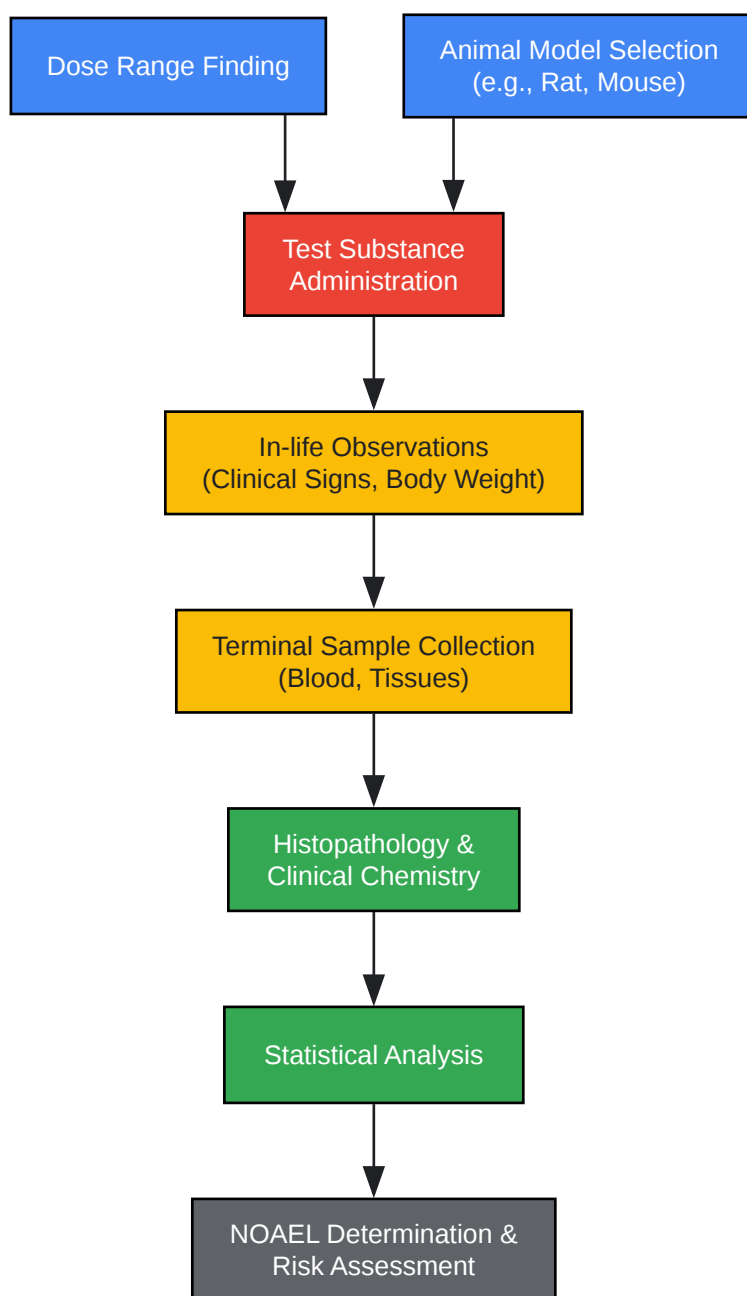 Dose Range Finding
Animal Model Selection
(e.g., Rat, Mouse)
Test Substance
Administration
In-life Observations
(Clinical Signs, Body Weight)
Terminal Sample Collection
(Blood, Tissues)
Histopathology &
Clinical Chemistry
Statistical Analysis
NOAEL Determination &
Risk Assessment